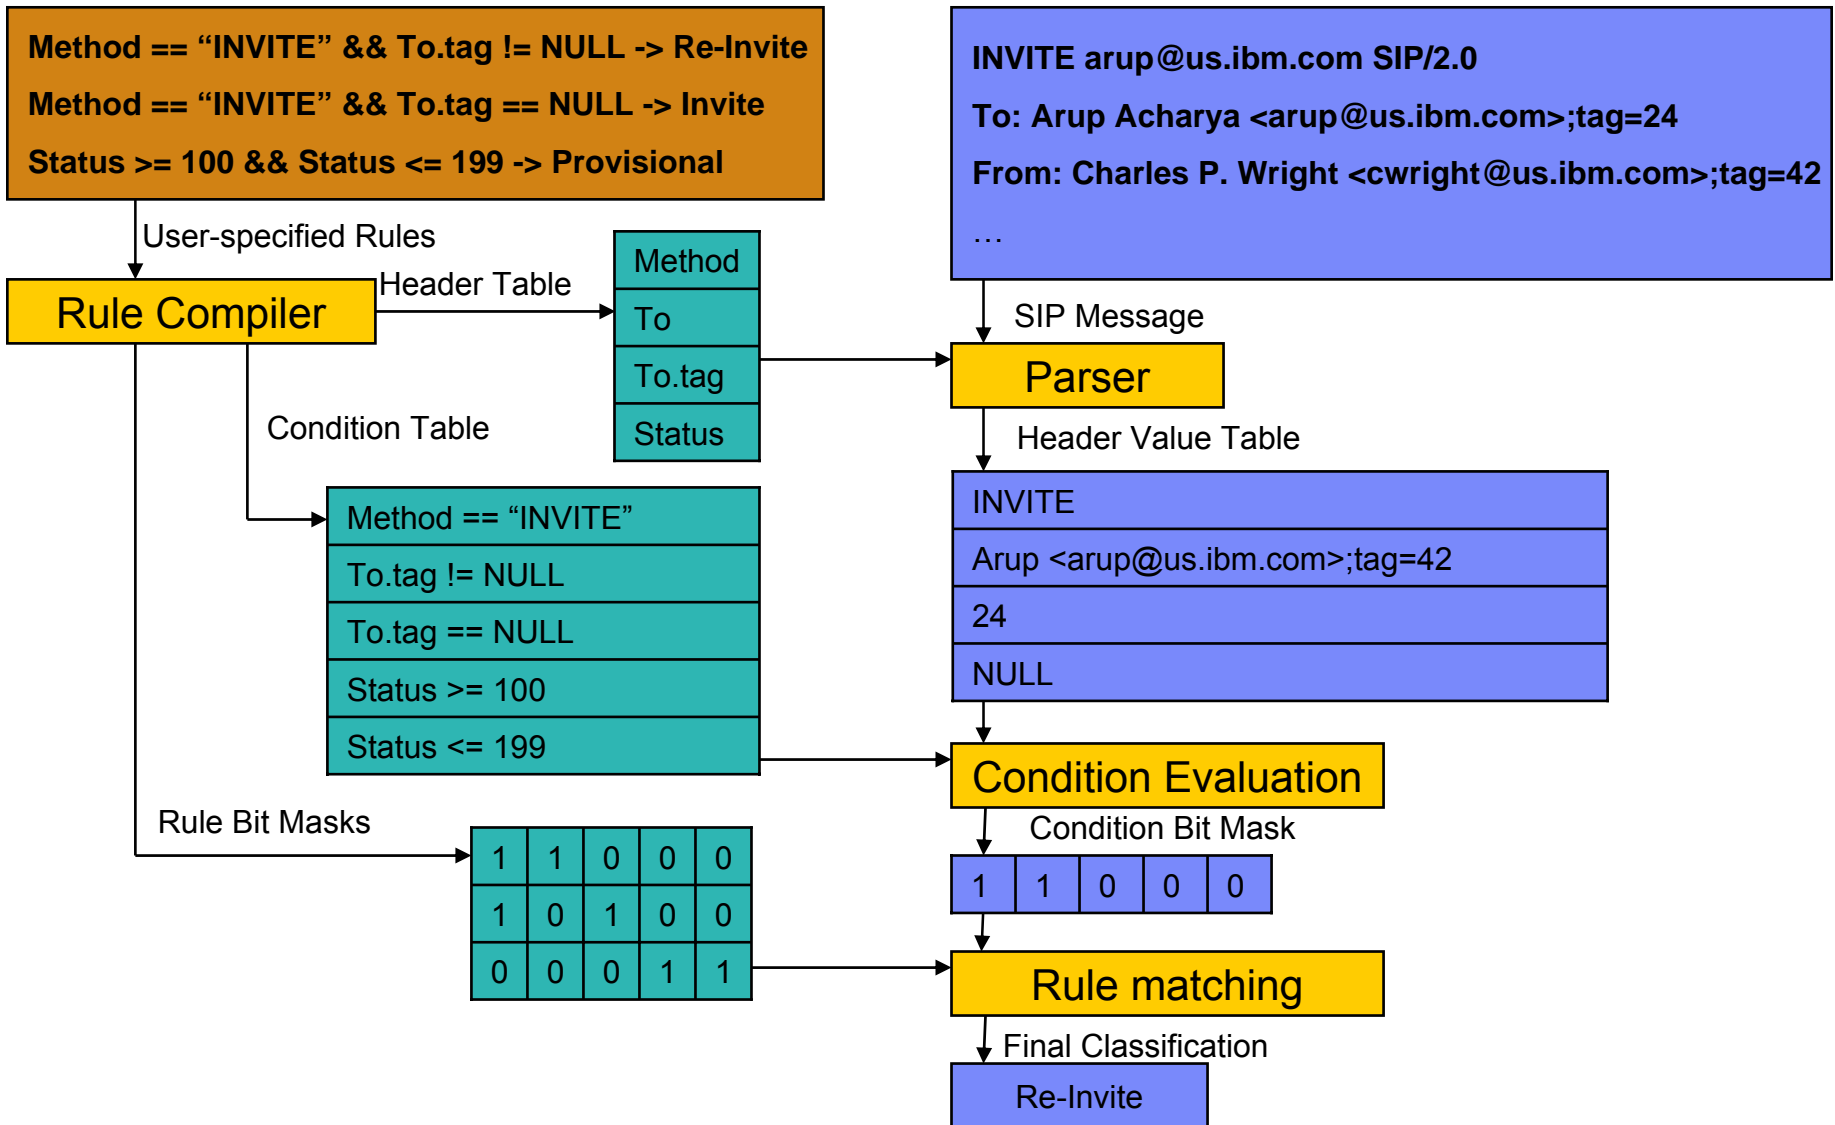 Method == “INVITE” && To.tag != NULL -> Re-Invite
Method == “INVITE” && To.tag == NULL -> Invite
Status >= 100 && Status <= 199 -> Provisional
User-specified Rules
Rule Compiler
Header Table
Method
To
To.tag
Status
Condition Table
Method == “INVITE”
To.tag != NULL
To.tag == NULL
Status >= 100
Status <= 199
Rule Bit Masks
1 1 0 0 0
1 0 1 0 0
0 0 0 1 1
INVITE arup@us.ibm.com SIP/2.0
To: Arup Acharya <arup@us.ibm.com>;tag=24
From: Charles P. Wright <cwright@us.ibm.com>;tag=42
…
SIP Message
Parser
Header Value Table
INVITE
Arup <arup@us.ibm.com>;tag=42
24
NULL
Condition Evaluation
Condition Bit Mask
1 1 0 0 0
Rule matching
Final Classification
Re-Invite